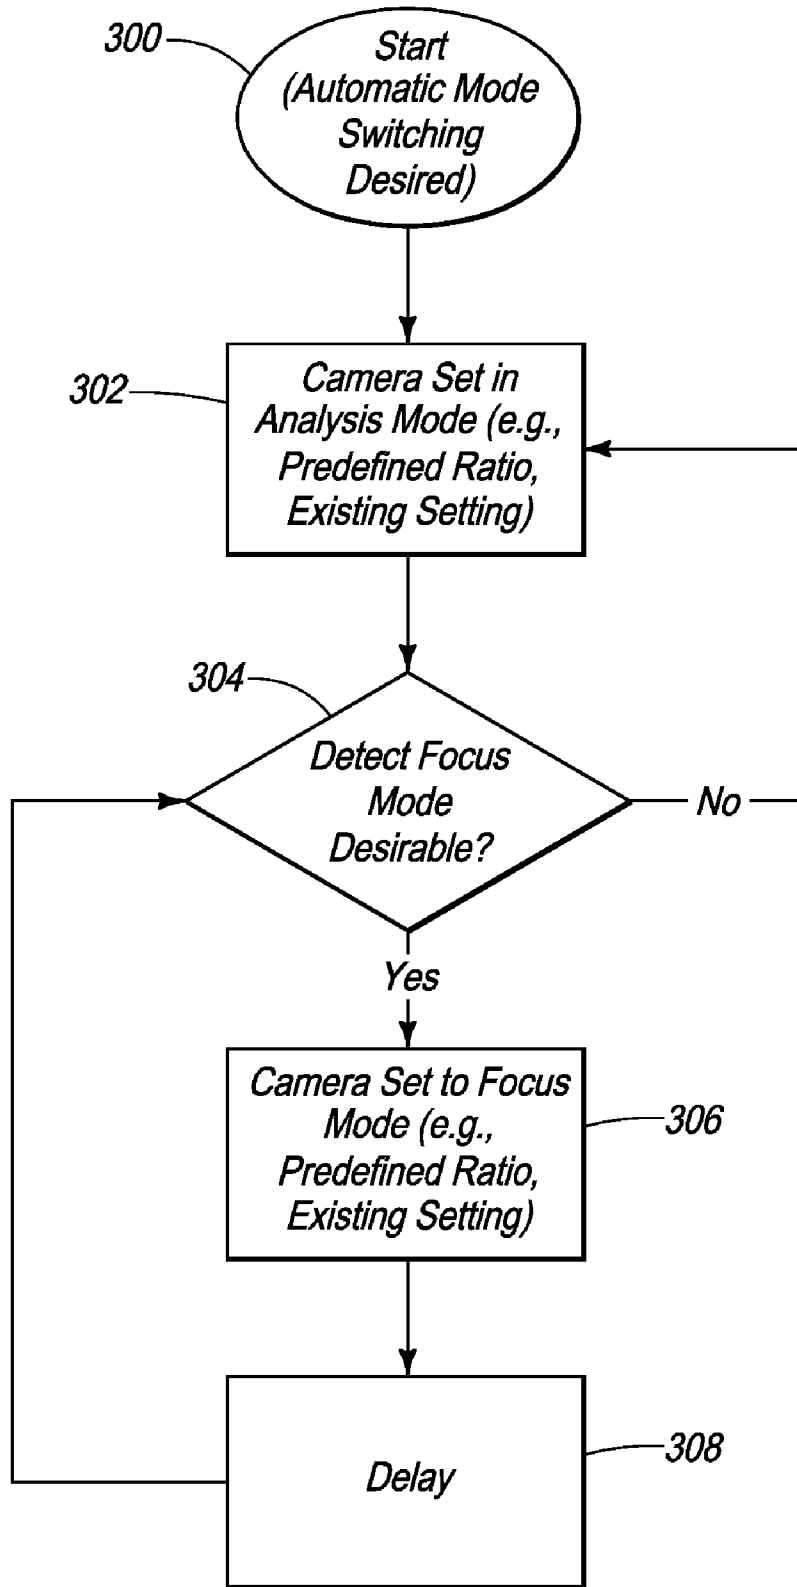 300
Start
(Automatic Mode
Switching
Desired)
302
Camera Set in
Analysis Mode (e.g.,
Predefined Ratio,
Existing Setting)
304
Detect Focus
Mode
Desirable?
No
Yes
Camera Set to Focus
Mode (e.g.,
Predefined Ratio,
Existing Setting)
306
Delay
308